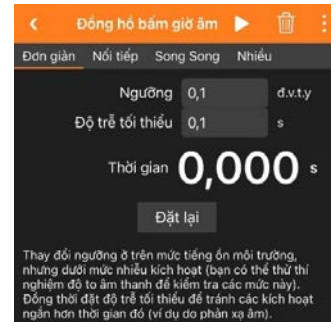 Đồng hồ bấm giờ âm
Đơn giản Nối tiếp Song Song Nhiều
Ngưỡng 0,1 đ.v.t.y
Độ trễ tối thiểu 0,1 s
Thời gian 0,000 s
Đặt lại
Thay đổi ngưỡng ở trên mức tiếng ồn môi trường,
nhưng dưới mức nhiễu kích hoạt (bạn có thể thử thí
nghiệm độ to âm thanh để kiểm tra các mức này).
Đồng thời đặt độ trễ tối thiểu để tránh các kích hoạt
ngắn hơn thời gian đó (ví dụ do phản xạ âm).